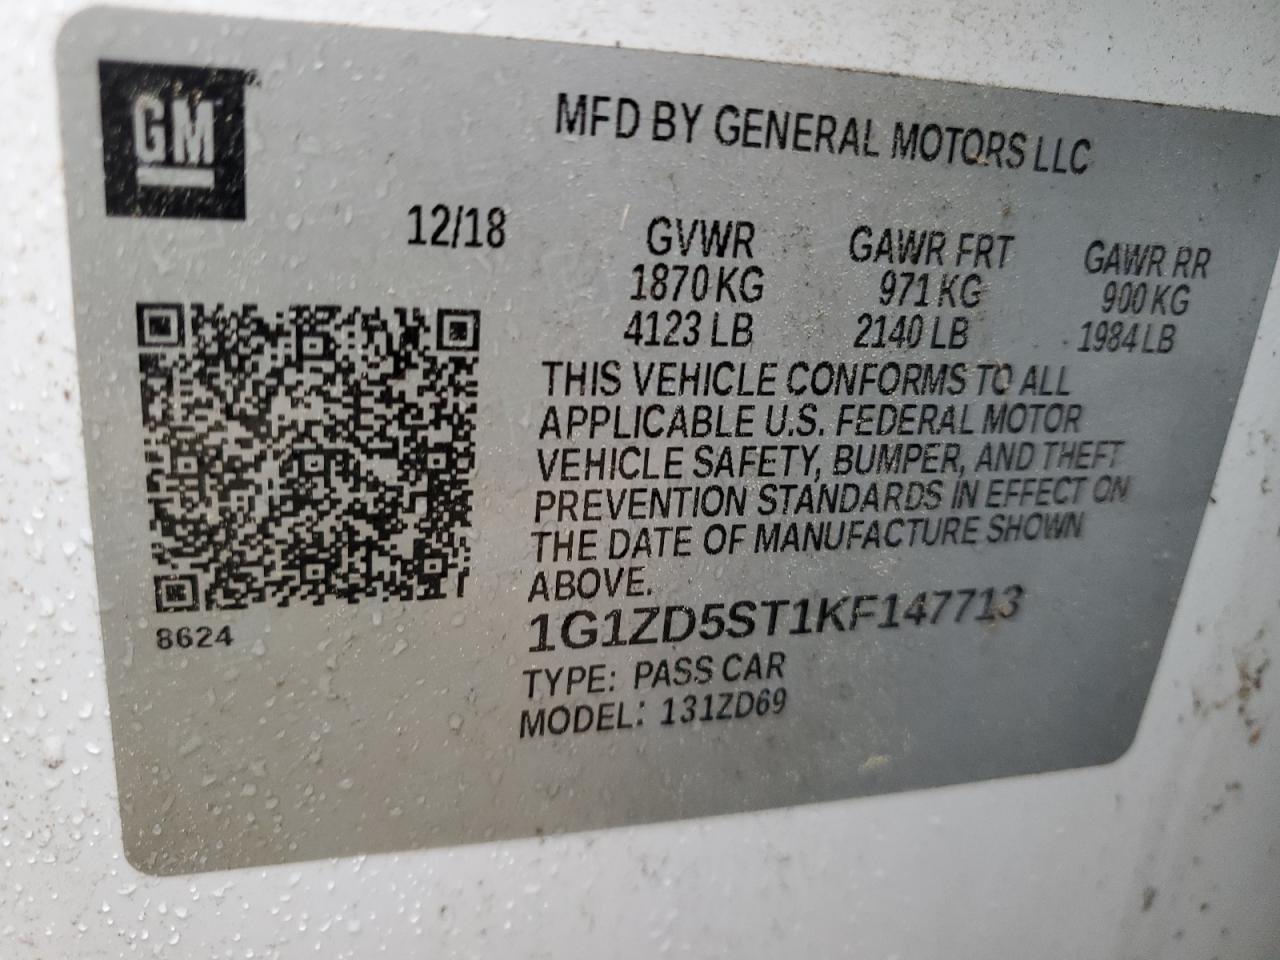 GM
MFD BY GENERAL MOTORS LLC
12/18 GVWR GAWR FRT GAWR RR
1870 KG 971 KG 900 KG
4123 LB 2140 LB 1984 LB
THIS VEHICLE CONFORMS TO ALL
APPLICABLE U.S. FEDERAL MOTOR
VEHICLE SAFETY, BUMPER, AND THEFT
PREVENTION STANDARDS IN EFFECT ON
THE DATE OF MANUFACTURE SHOWN
ABOVE.
1G1ZD5ST1KF147713
8624
TYPE: PASS CAR
MODEL: 131ZD69